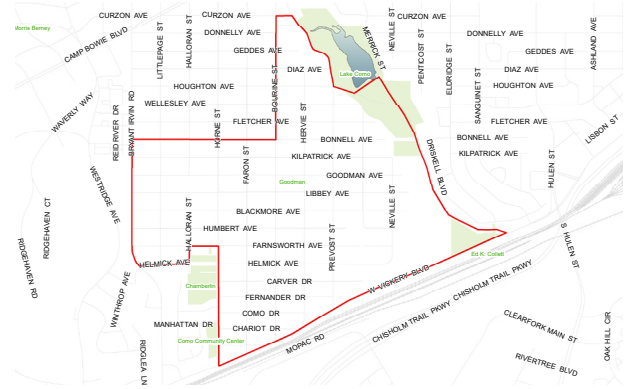 CURZON AVE
CURZON AVE
CURZON AVE
Morris Berney
CAMP BOWIE BLVD
DONNELLY AVE
DONNELLY AVE
ASHLAND AVE
LITTLEPAGE ST
HALLORAN ST
MERRICK ST
NEVILLE ST
PENTICOST ST
ELDRIDGE ST
GEDDES AVE
GEDDES AVE
DIAZ AVE
Lake Como
DIAZ AVE
HOUGHTON AVE
HOUGHTON AVE
BOURINE ST
SANGUINET ST
WAVERLY WAY
WELLESLEY AVE
HORNE ST
HERVIE ST
FLETCHER AVE
FLETCHER AVE
LISBON ST
REID RIVER DR
BRYANT IRVIN RD
BONNELL AVE
BONNELL AVE
KILPATRICK AVE
KILPATRICK AVE
DRISKELL BLVD
FARON ST
HULEN ST
GOODMAN AVE
Goodman
LIBBEY AVE
WESTRIDGE AVE
RIDGEHAVEN CT
BLACKMORE AVE
NEVILLE ST
HALLORAN ST
HUMBERT AVE
FARNSWORTH AVE
PREVOST ST
S HULEN ST
Ed K. Collett
RIDGEHAVEN RD
HELMICK AVE
HELMICK AVE
W VICKERY BLVD
CHISHOLM TRAIL PKWY
CARVER DR
Chamberlin
WINTHROP AVE
FERNANDER DR
CHISHOLM TRAIL PKWY
COMO DR
CLEARFORK MAIN ST
MANHATTAN DR
CHARIOT DR
OAK HILL CIR
Como Community Center
MOPAC RD
RIDGLEA LN
RIVERTREE BLVD